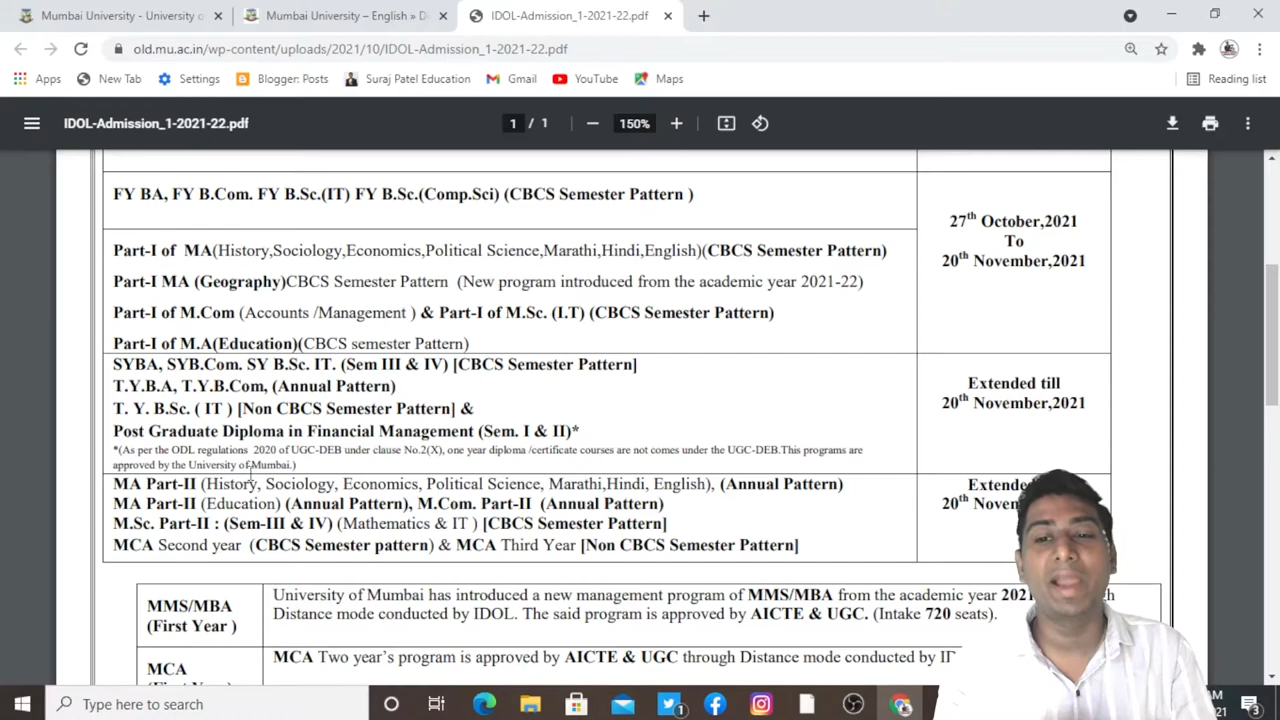 Mumbai University - University o
Mumbai University – English » D
IDOL-Admission_1-2021-22.pdf
old.mu.ac.in/wp-content/uploads/2021/10/IDOL-Admission_1-2021-22.pdf
Apps
New Tab
Settings
Blogger: Posts
Suraj Patel Education
Gmail
YouTube
Maps
Reading list
IDOL-Admission_1-2021-22.pdf
1 / 1
150%
FY BA, FY B.Com. FY B.Sc.(IT) FY B.Sc.(Comp.Sci) (CBCS Semester Pattern )
27th October,2021
To
20th November,2021
Part-I of MA(History,Sociology,Economics,Political Science,Marathi,Hindi,English)(CBCS Semester Pattern)
Part-I MA (Geography)CBCS Semester Pattern (New program introduced from the academic year 2021-22)
Part-I of M.Com (Accounts /Management ) & Part-I of M.Sc. (I.T) (CBCS Semester Pattern)
Part-I of M.A(Education)(CBCS semester Pattern)
SYBA, SYB.Com. SY B.Sc. IT. (Sem III & IV) [CBCS Semester Pattern]
T.Y.B.A, T.Y.B.Com, (Annual Pattern)
T. Y. B.Sc. ( IT ) [Non CBCS Semester Pattern] &
Post Graduate Diploma in Financial Management (Sem. I & II)*
*(As per the ODL regulations 2020 of UGC-DEB under clause No.2(X), one year diploma /certificate courses are not comes under the UGC-DEB.This programs are
approved by the University of Mumbai.)
Extended till
20th November,2021
MA Part-II (History, Sociology, Economics, Political Science, Marathi,Hindi, English), (Annual Pattern)
MA Part-II (Education) (Annual Pattern), M.Com. Part-II (Annual Pattern)
M.Sc. Part-II : (Sem-III & IV) (Mathematics & IT ) [CBCS Semester Pattern]
MCA Second year (CBCS Semester pattern) & MCA Third Year [Non CBCS Semester Pattern]
20th
MMS/MBA
(First Year )
University of Mumbai has introduced a new management program of MMS/MBA from the academic year
Distance mode conducted by IDOL. The said program is approved by AICTE & UGC. (Intake 720 seats).
MCA
MCA Two year's program is approved by AICTE & UGC through Distance mode conducted by
Type here to search
1
3